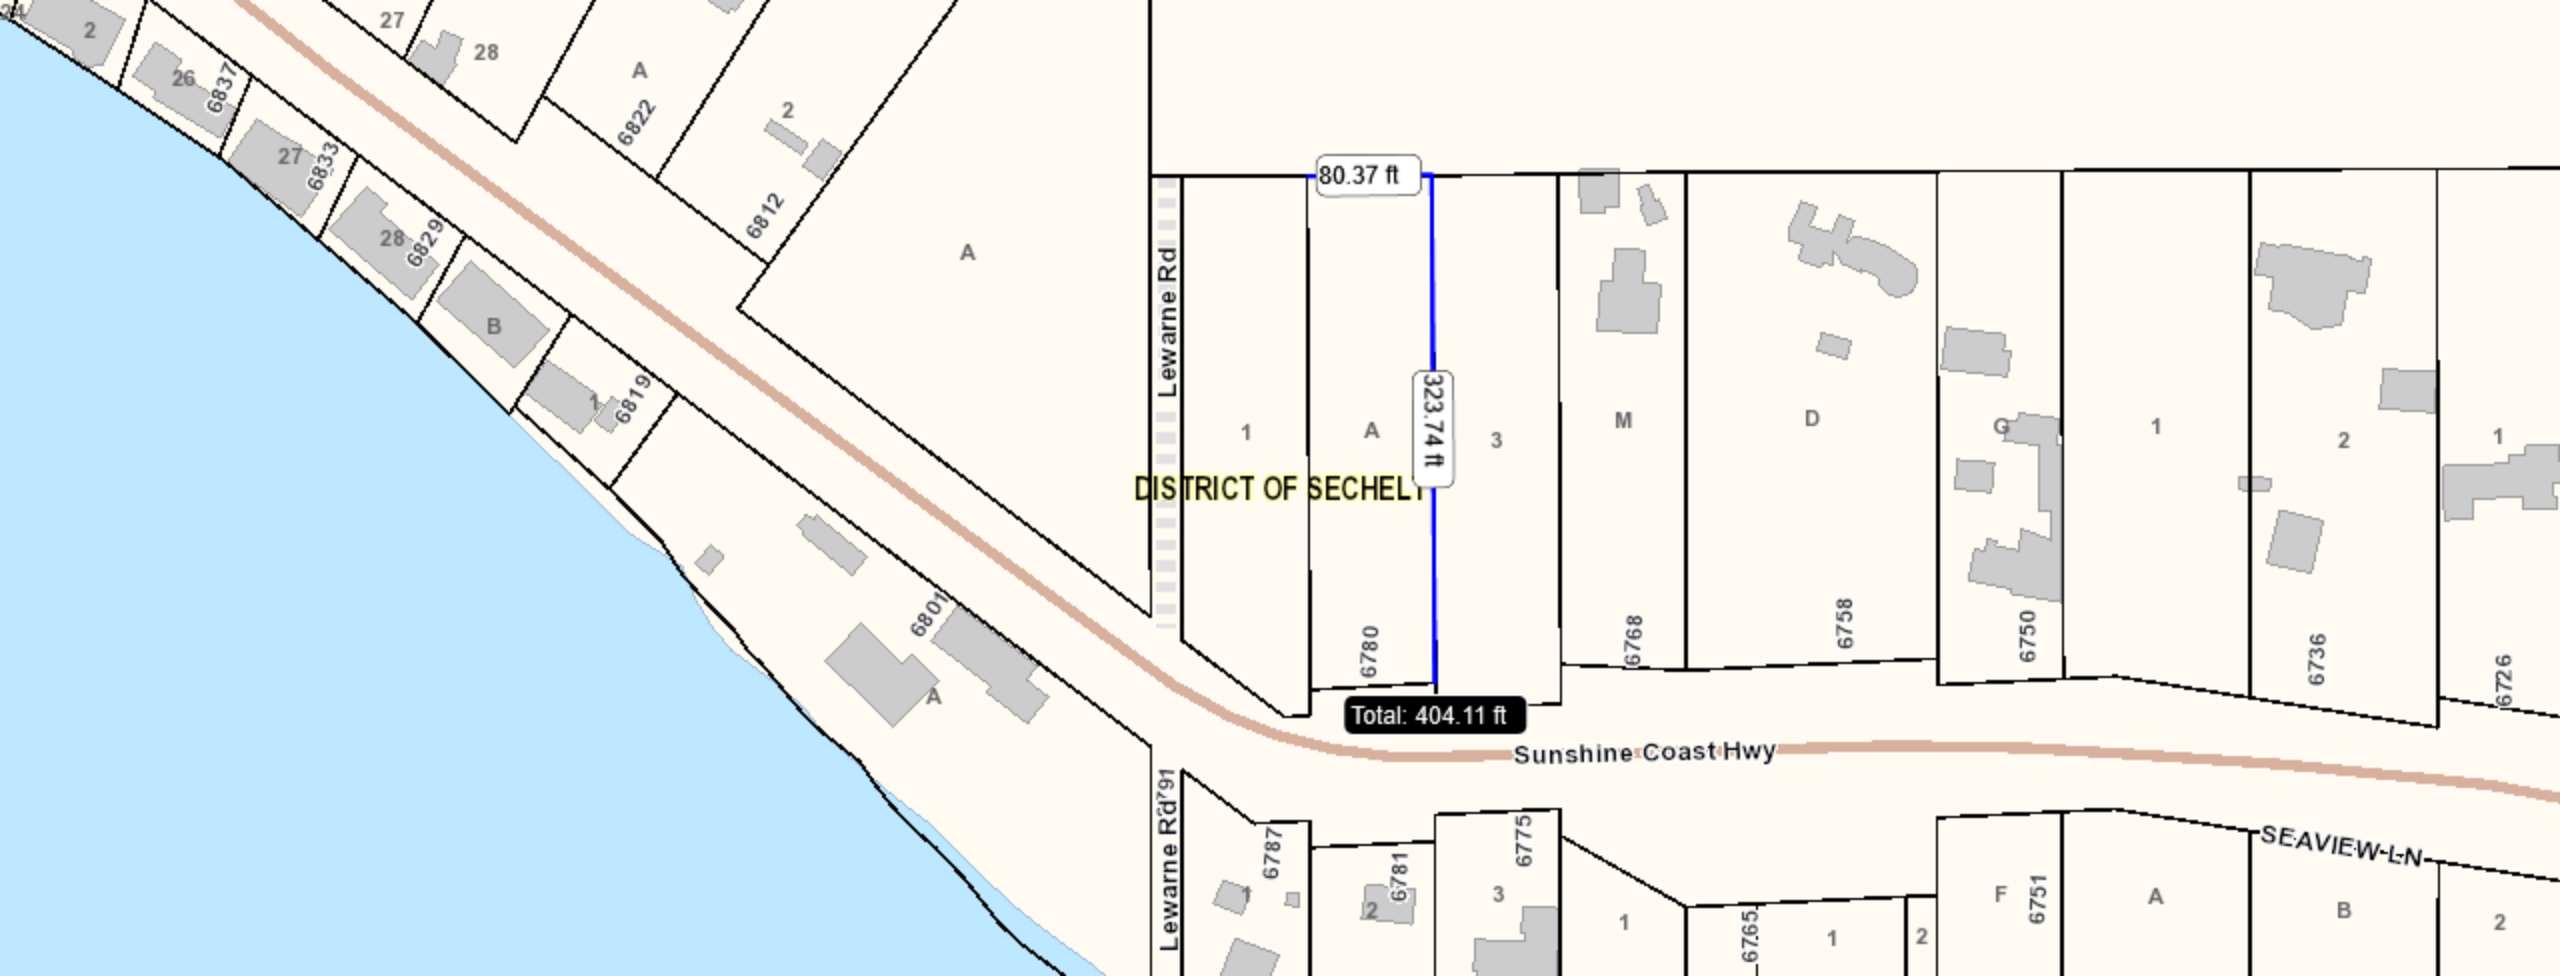 24
2
27
28
26
6837
A
6822
2
6812
27
6833
28
6829
B
1
6819
A
80.37 ft
Lewarne Rd
1
A
3
M
D
G
1
2
1
323.74 ft
DISTRICT OF SECHELT
6801
A
6780
6768
6758
6750
6736
6726
Total: 404.11 ft
Sunshine Coast Hwy
Lewarne Rd
6787
1
6781
2
6775
3
1
6765
1
2
F
6751
A
SEAVIEW LN
B
2